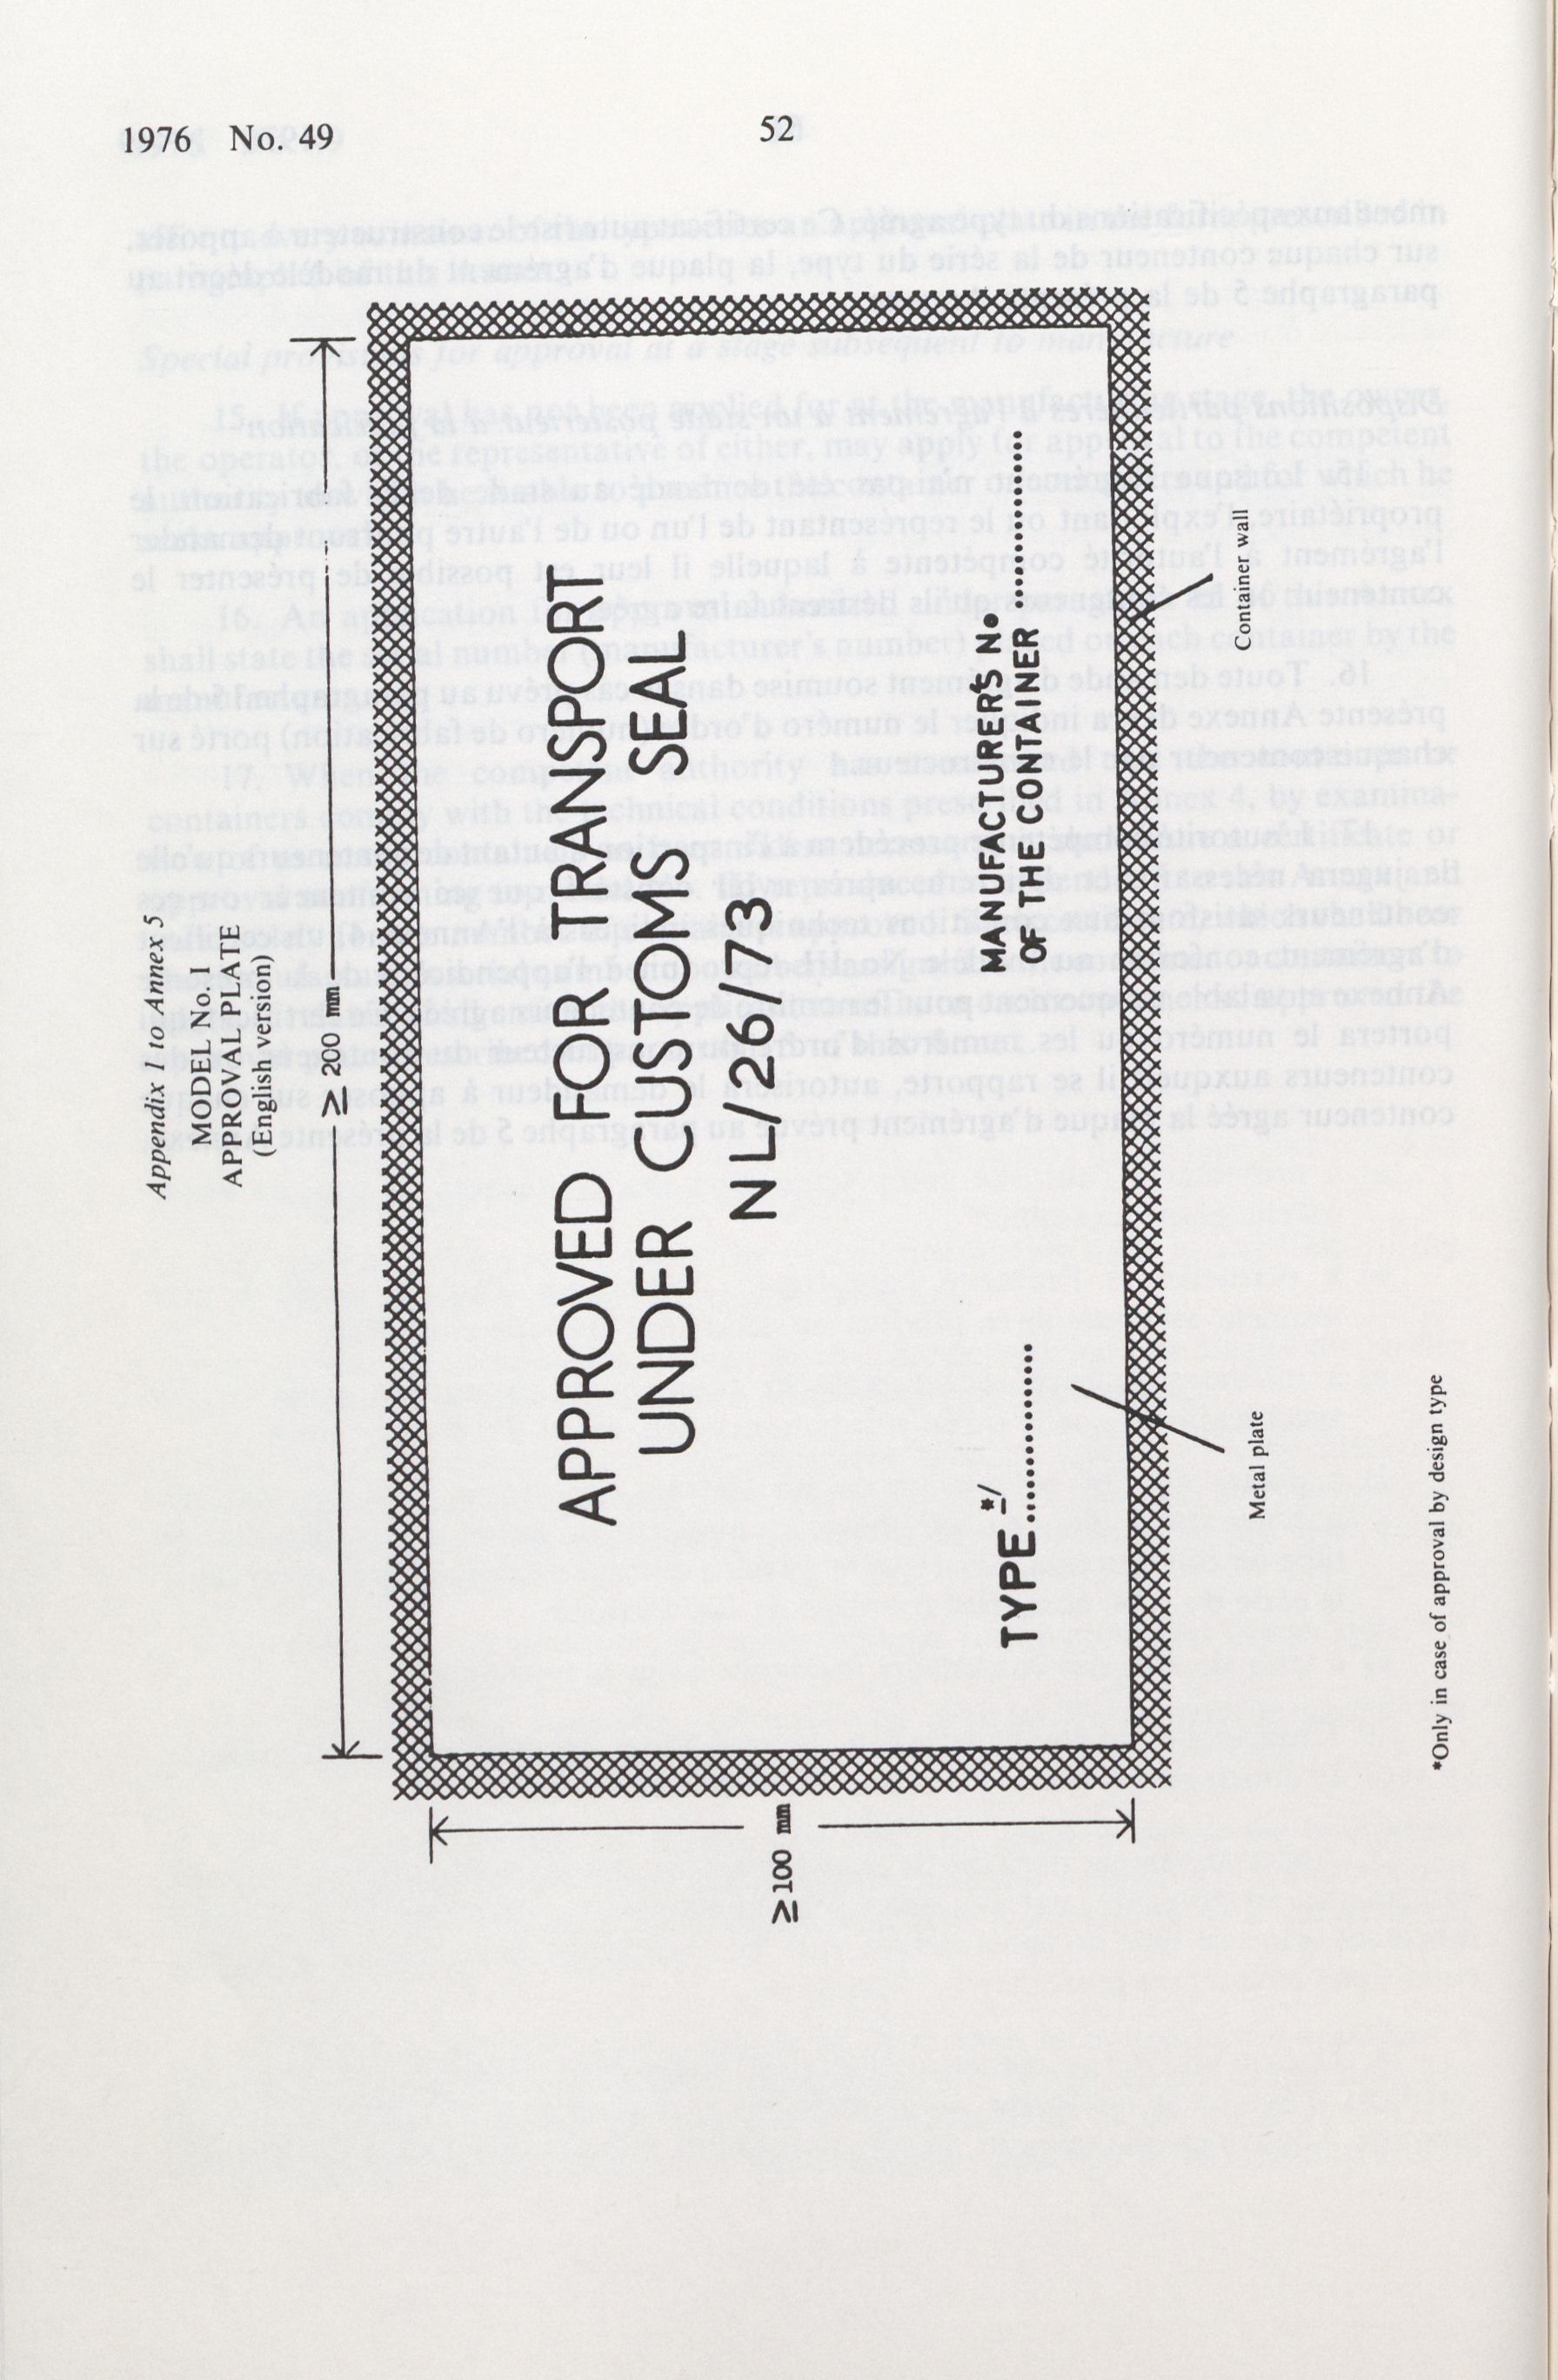 1976 No. 49
52
Appendix 1 to Annex 5
MODEL No. 1
APPROVAL PLATE
(English version)
≥ 200 mm
APPROVED FOR TRANSPORT
UNDER CUSTOMS SEAL
NL/26/73
MANUFACTURER'S No
OF THE CONTAINER ................
TYPE */ ................
≥ 100 mm
Metal plate
Container wall
*Only in case of approval by design type